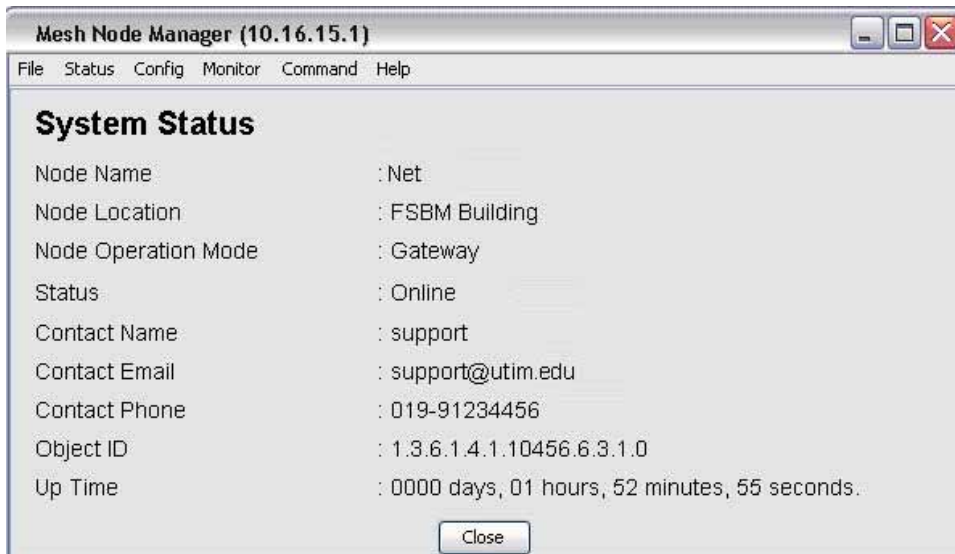 Mesh Node Manager (10.16.15.1)
File Status Config Monitor Command Help
System Status
Node Name : Net
Node Location : FSBM Building
Node Operation Mode : Gateway
Status : Online
Contact Name : support
Contact Email : support@utim.edu
Contact Phone : 019-91234456
Object ID : 1.3.6.1.4.1.10456.6.3.1.0
Up Time : 0000 days, 01 hours, 52 minutes, 55 seconds.
Close